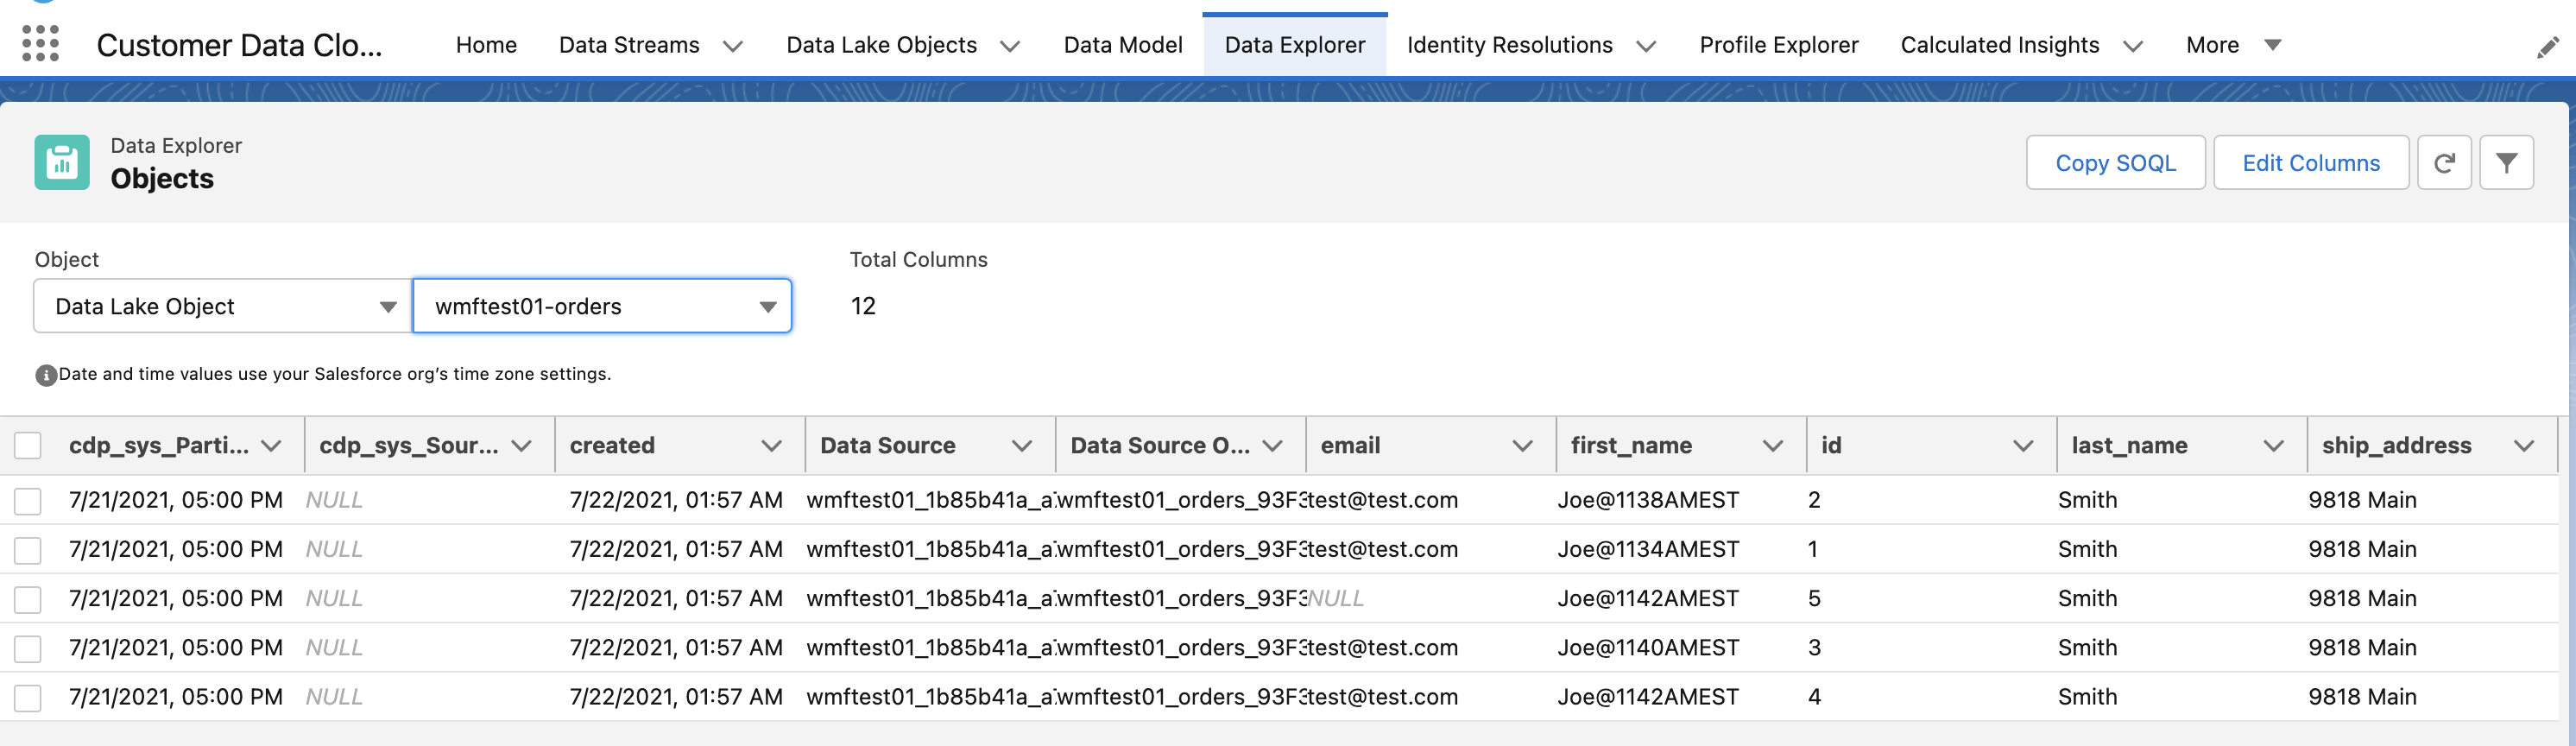 Customer Data Clo... Home Data Streams Data Lake Objects Data Model Data Explorer Identity Resolutions Profile Explorer Calculated Insights More
Data Explorer
Objects
Copy SOQL Edit Columns
Object Total Columns
Data Lake Object wmftest01-orders 12
Date and time values use your Salesforce org's time zone settings.
cdp_sys_Parti... cdp_sys_Sour... created Data Source Data Source O... email first_name id last_name ship_address
7/21/2021, 05:00 PM NULL 7/22/2021, 01:57 AM wmftest01_1b85b41a_a wmftest01_orders_93F3 test@test.com Joe@1138AMEST 2 Smith 9818 Main
7/21/2021, 05:00 PM NULL 7/22/2021, 01:57 AM wmftest01_1b85b41a_a wmftest01_orders_93F3 test@test.com Joe@1134AMEST 1 Smith 9818 Main
7/21/2021, 05:00 PM NULL 7/22/2021, 01:57 AM wmftest01_1b85b41a_a wmftest01_orders_93F3 NULL Joe@1142AMEST 5 Smith 9818 Main
7/21/2021, 05:00 PM NULL 7/22/2021, 01:57 AM wmftest01_1b85b41a_a wmftest01_orders_93F3 test@test.com Joe@1140AMEST 3 Smith 9818 Main
7/21/2021, 05:00 PM NULL 7/22/2021, 01:57 AM wmftest01_1b85b41a_a wmftest01_orders_93F3 test@test.com Joe@1142AMEST 4 Smith 9818 Main